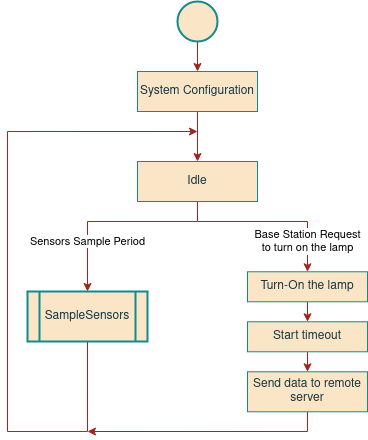 System Configuration
Idle
Sensors Sample Period
Base Station Request
to turn on the lamp
SampleSensors
Turn-On the lamp
Start timeout
Send data to remote
server